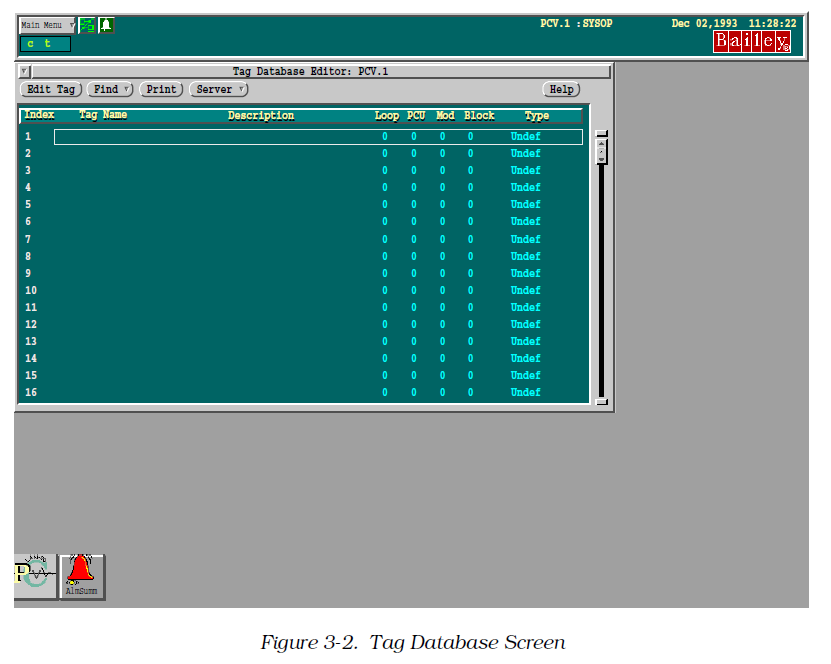 Main Menu PCV.1 :SYSOP Dec 02,1993 11:28:22
c t Bailey®
Tag Database Editor: PCV.1
Edit Tag Find Print Server Help
Index Tag Name Description Loop PCU Mod Block Type
1 0 0 0 0 Undef
2 0 0 0 0 Undef
3 0 0 0 0 Undef
4 0 0 0 0 Undef
5 0 0 0 0 Undef
6 0 0 0 0 Undef
7 0 0 0 0 Undef
8 0 0 0 0 Undef
9 0 0 0 0 Undef
10 0 0 0 0 Undef
11 0 0 0 0 Undef
12 0 0 0 0 Undef
13 0 0 0 0 Undef
14 0 0 0 0 Undef
15 0 0 0 0 Undef
16 0 0 0 0 Undef
P AlmSumm
Figure 3-2. Tag Database Screen